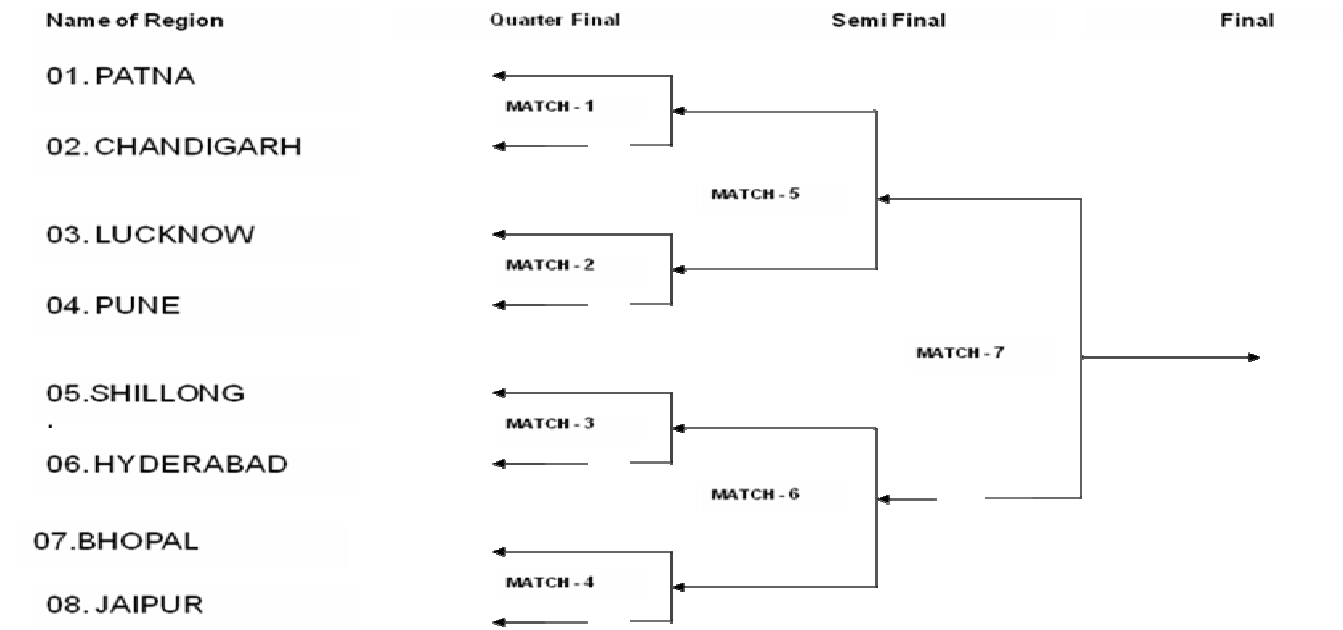 Name of Region Quarter Final Semi Final Final
01. PATNA
MATCH - 1
02. CHANDIGARH
MATCH - 5
03. LUCKNOW
MATCH - 2
04. PUNE
MATCH - 7
05.SHILLONG
.
MATCH - 3
06. HYDERABAD
MATCH - 6
07.BHOPAL
MATCH - 4
08. JAIPUR